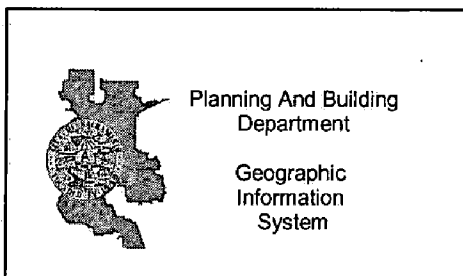 Planning And Building
Department
Geographic
Information
System